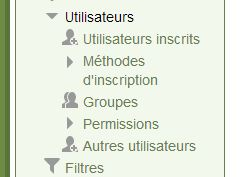 Utilisateurs
Utilisateurs inscrits
Méthodes
d'inscription
Groupes
Permissions
Autres utilisateurs
Filtres